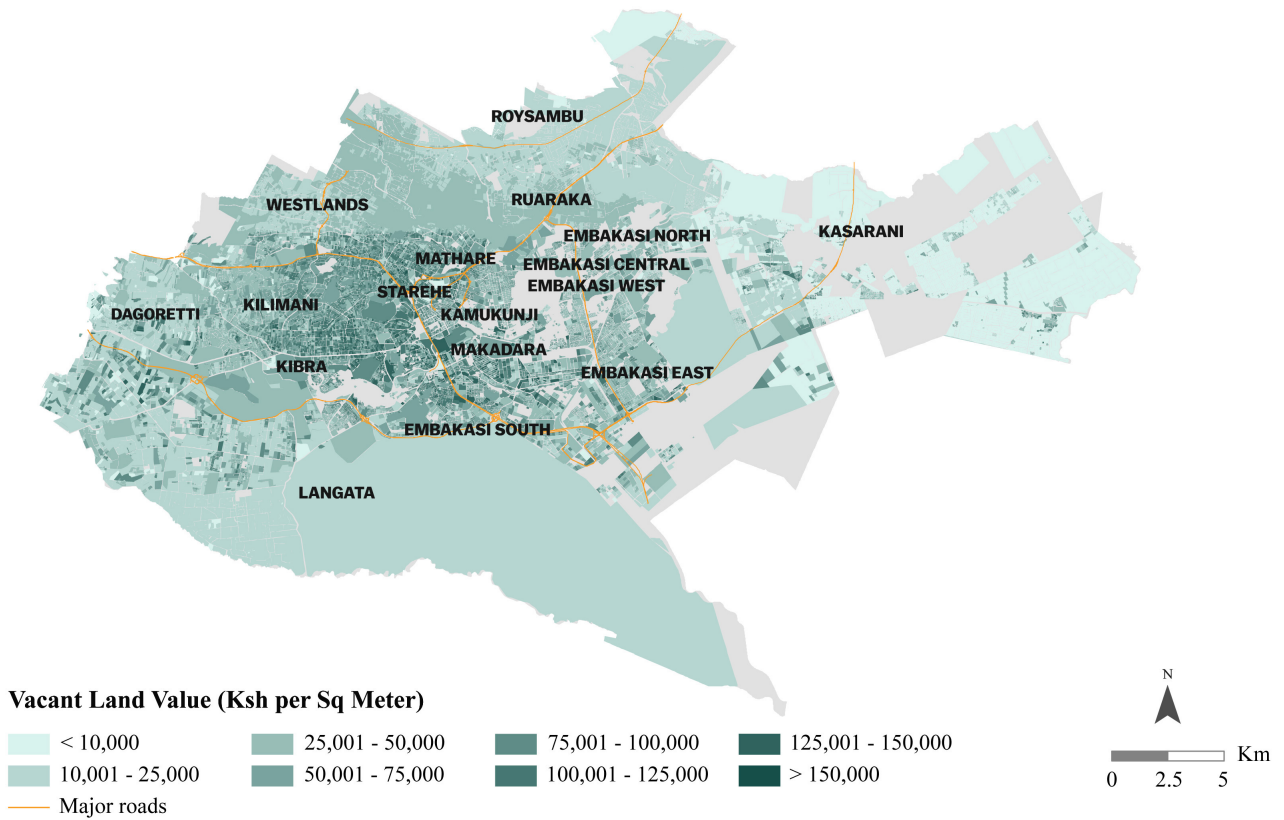 ROYSAMBU
WESTLANDS
RUARAKA
KASARANI
EMBAKASI NORTH
MATHARE
EMBAKASI CENTRAL
EMBAKASI WEST
STAREHE
KILIMANI
DAGORETTI
KAMUKUNJI
MAKADARA
KIBRA
EMBAKASI EAST
EMBAKASI SOUTH
LANGATA
Vacant Land Value (Ksh per Sq Meter)
< 10,000
25,001 - 50,000
75,001 - 100,000
125,001 - 150,000
10,001 - 25,000
50,001 - 75,000
100,001 - 125,000
> 150,000
Major roads
N
Km
0 2.5 5